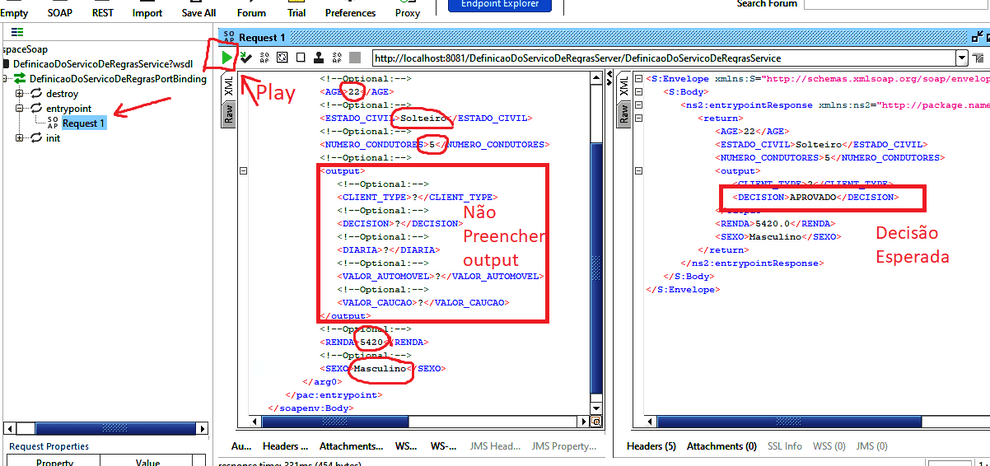 Empty SOAP REST Import Save All Forum Trial Preferences Proxy
Endpoint Explorer
Search Forum
spaceSoap
DefinicaoDoServicoDeRegrasService?wsdl
DefinicaoDoServicoDeRegrasPortBinding
destroy
entrypoint
SOAP Request 1
init
Request Properties
Property Value
SOAP Request 1
http://localhost:8081/DefinicaoDoServicoDeRegrasServer/DefinicaoDoServicoDeRegrasService
Play
XML
Raw
<!--Optional:-->
<AGE>22</AGE>
<!--Optional:-->
<ESTADO_CIVIL>Solteiro</ESTADO_CIVIL>
<!--Optional:-->
<NUMERO_CONDUTORES>5</NUMERO_CONDUTORES>
<!--Optional:-->
<output>
<!--Optional:-->
<CLIENT_TYPE>?</CLIENT_TYPE>
<!--Optional:-->
<DECISION>?</DECISION>
<!--Optional:-->
<DIARIA>?</DIARIA>
<!--Optional:-->
<VALOR_AUTOMOVEL>?</VALOR_AUTOMOVEL>
<!--Optional:-->
<VALOR_CAUCAO>?</VALOR_CAUCAO>
</output>
<!--Optional:-->
<RENDA>5420</RENDA>
<!--Optional:-->
<SEXO>Masculino</SEXO>
</arg0>
</pac:entrypoint>
</soapenv:Body>
Não
Preencher
output
Au... Headers ... Attachments... WS... WS-... JMS Head... JMS Property...
response time: 331ms (454 bytes)
XML
Raw
<S:Envelope xmlns:S="http://schemas.xmlsoap.org/soap/envelop
<S:Body>
<ns2:entrypointResponse xmlns:ns2="http://package.name
<return>
<AGE>22</AGE>
<ESTADO_CIVIL>Solteiro</ESTADO_CIVIL>
<NUMERO_CONDUTORES>5</NUMERO_CONDUTORES>
<output>
<CLIENT_TYPE>?</CLIENT_TYPE>
<DECISION>APROVADO</DECISION>
</output>
<RENDA>5420.0</RENDA>
<SEXO>Masculino</SEXO>
</return>
</ns2:entrypointResponse>
</S:Body>
</S:Envelope>
Decisão
Esperada
Headers (5) Attachments (0) SSL Info WSS (0) JMS (0)